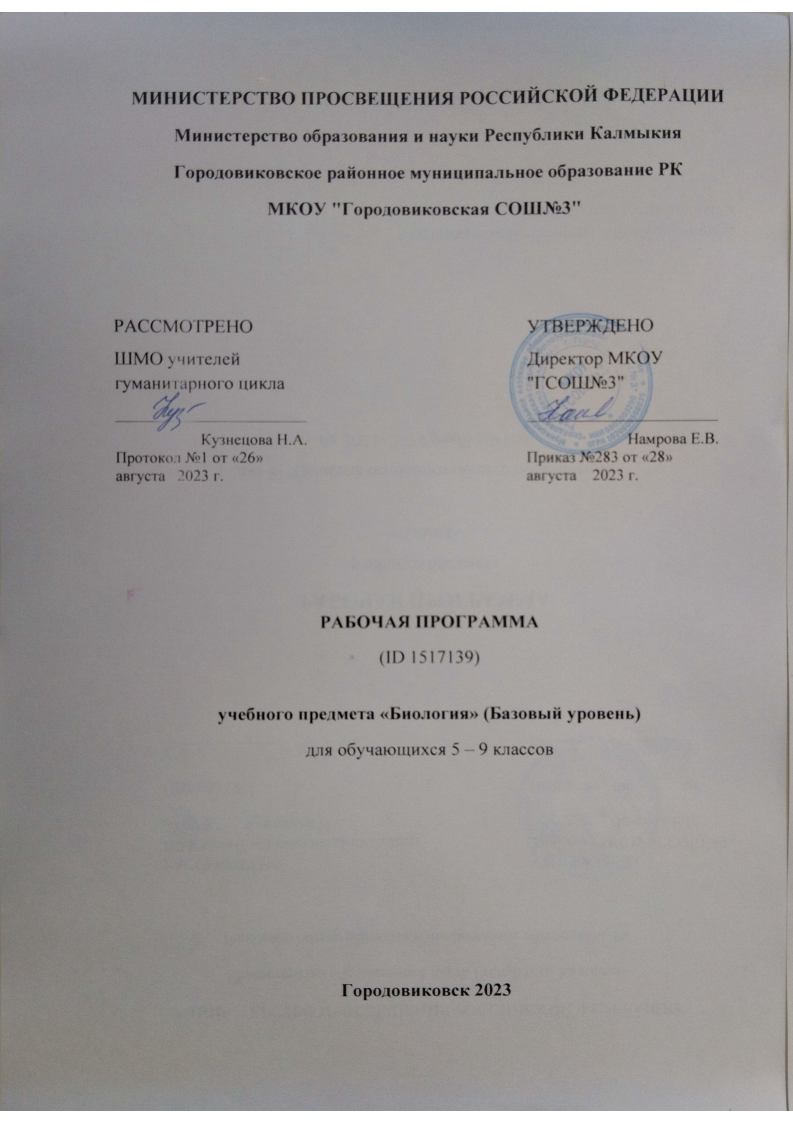 МИНИСТЕРСТВО ПРОСВЕЩЕНИЯ РОССИЙСКОЙ ФЕДЕРАЦИИ
Министерство образования и науки Республики Калмыкия
Городовиковское районное муниципальное образование РК
МКОУ "Городовиковская СОШ№3"
РАССМОТРЕНО
ШМО учителей
гуманитарного цикла
Кузнецова Н.А.
Протокол №1 от «26»
августа 2023 г.
УТВЕРЖДЕНО
Директор МКОУ
"ГСОШ№3"
Намрова Е.В.
Приказ №283 от «28»
августа 2023 г.
РАБОЧАЯ ПРОГРАММА
(ID 1517139)
учебного предмета «Биология» (Базовый уровень)
для обучающихся 5 – 9 классов
Городовиковск 2023